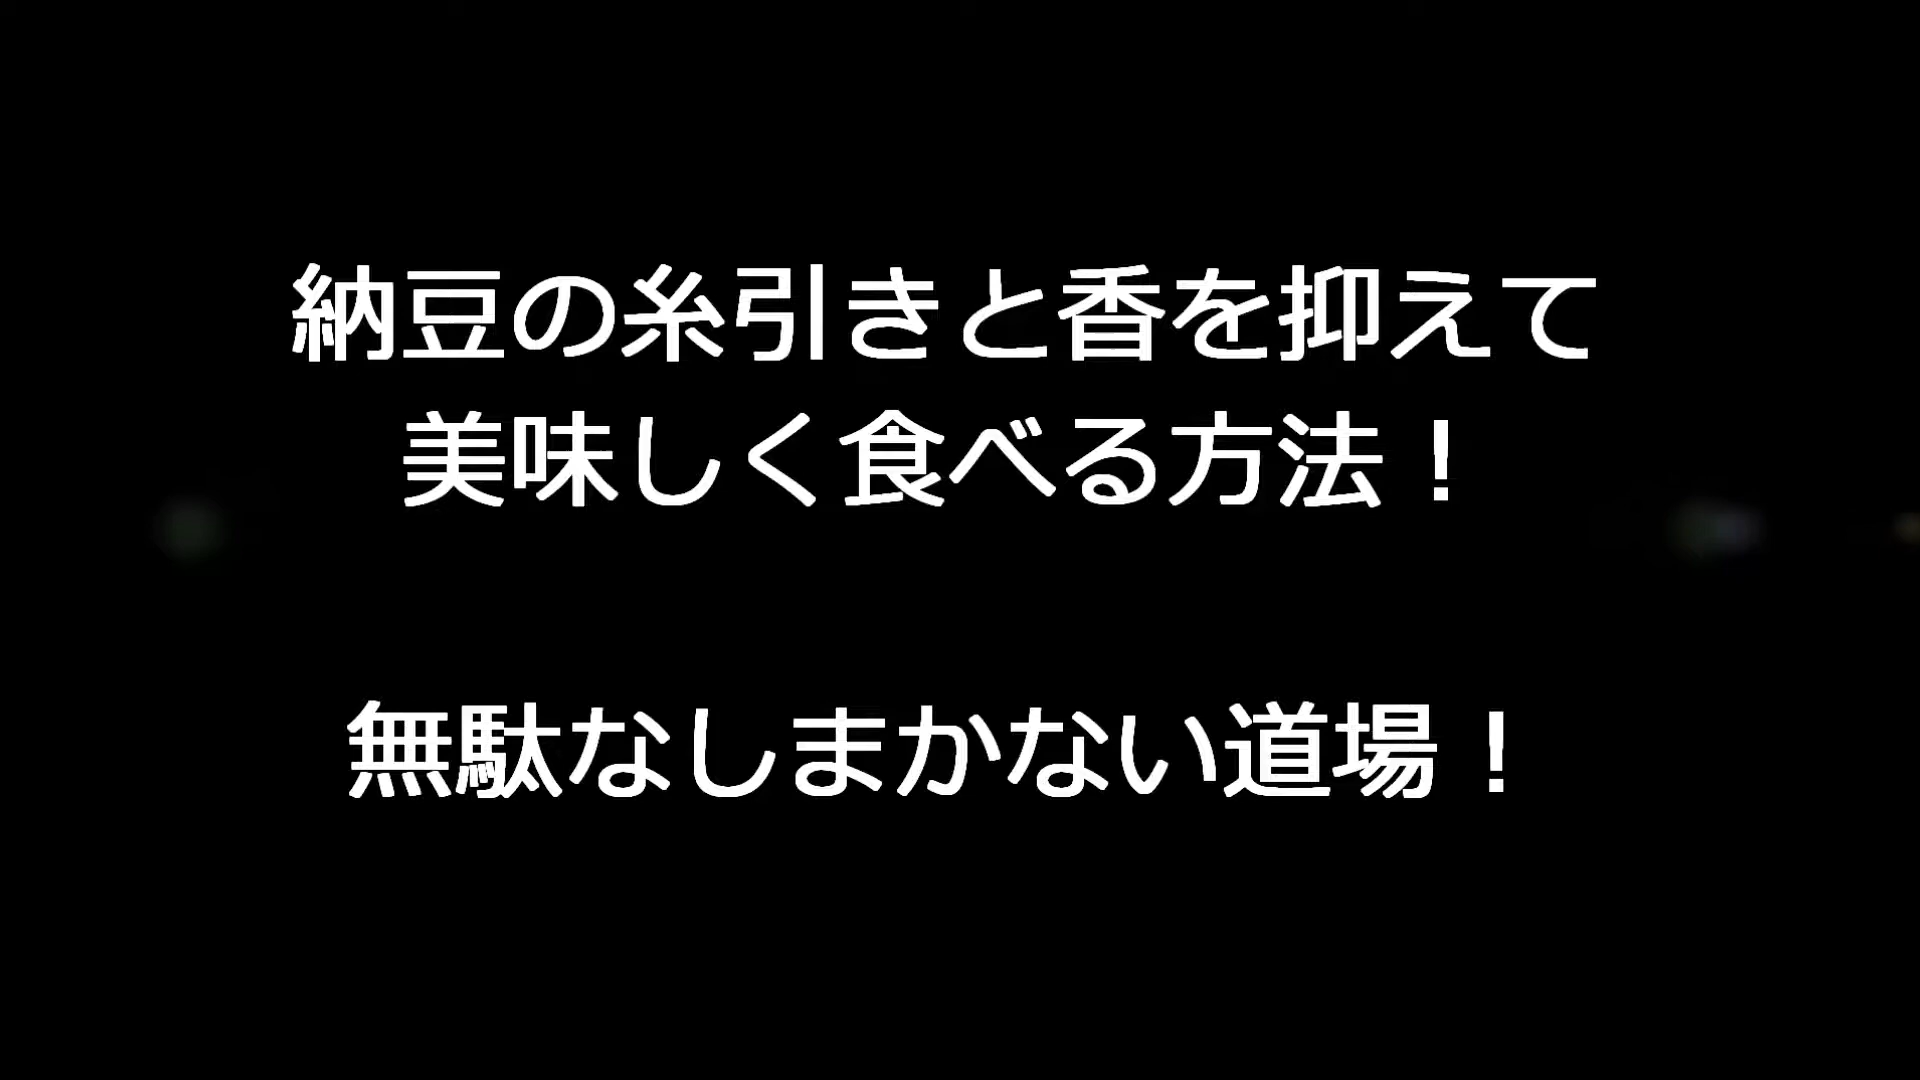 納豆の糸引きと香を抑えて
美味しく食べる方法！
無駄なしまかない道場！